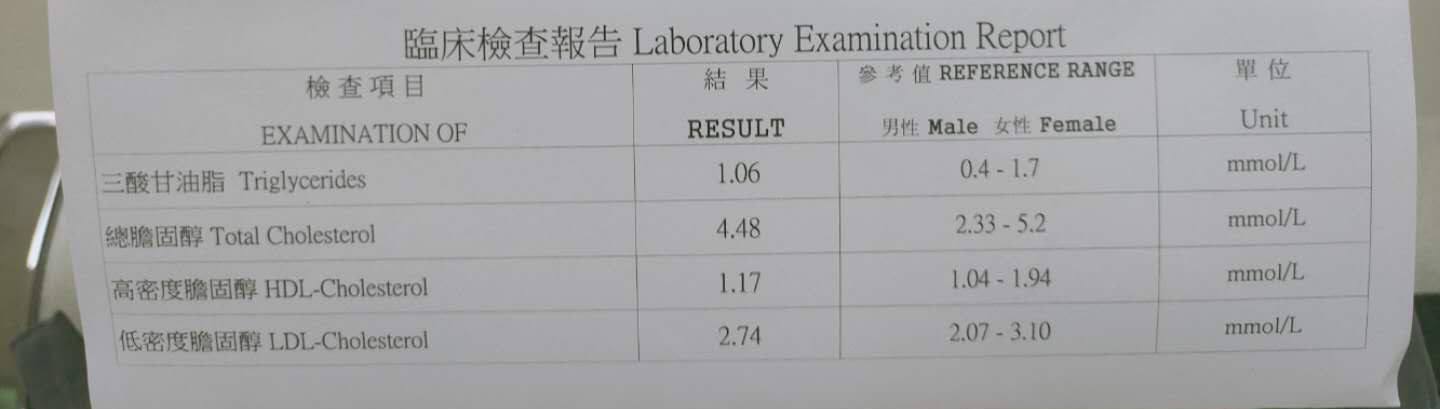 臨床檢查報告 Laboratory Examination Report
檢查項目 結果 參考值 REFERENCE RANGE 單位
EXAMINATION OF RESULT 男性 Male 女性 Female Unit
三酸甘油脂 Triglycerides 1.06 0.4 - 1.7 mmol/L
總膽固醇 Total Cholesterol 4.48 2.33 - 5.2 mmol/L
高密度膽固醇 HDL-Cholesterol 1.17 1.04 - 1.94 mmol/L
低密度膽固醇 LDL-Cholesterol 2.74 2.07 - 3.10 mmol/L